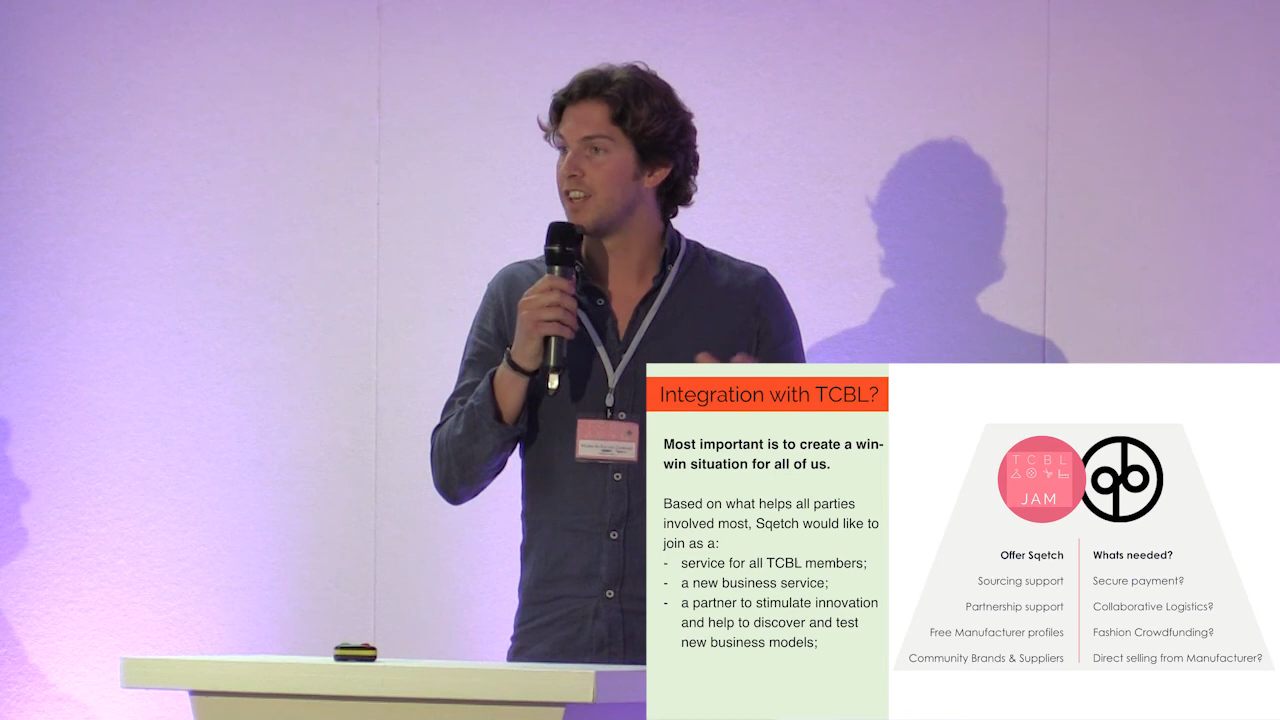 Integration with TCBL?
Most important is to create a win-
win situation for all of us.
Based on what helps all parties
involved most, Sqetch would like to
join as a:
- service for all TCBL members;
- a new business service;
- a partner to stimulate innovation
and help to discover and test
new business models;
TCBL
JAM
Offer Sqetch
Sourcing support
Partnership support
Free Manufacturer profiles
Community Brands & Suppliers
Whats needed?
Secure payment?
Collaborative Logistics?
Fashion Crowdfunding?
Direct selling from Manufacturer?